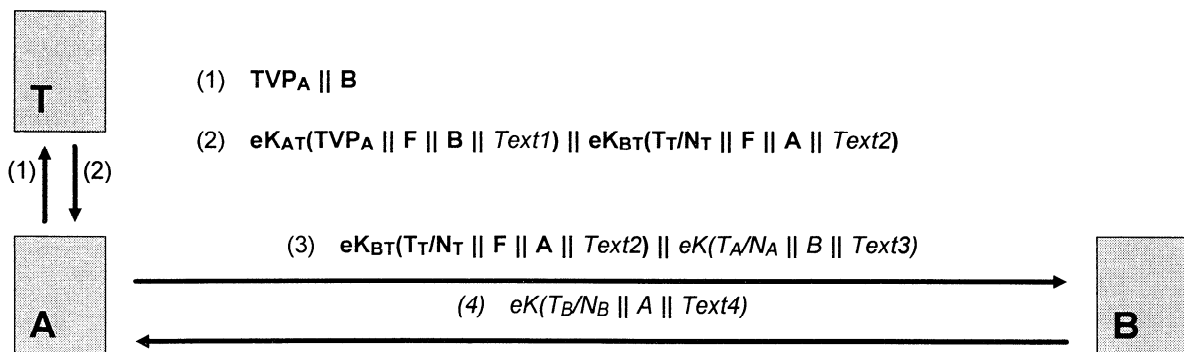 T
(1) TVPA || B
(2) eKAT(TVPA || F || B || Text1) || eKBT(TT/NT || F || A || Text2)
(1) (2)
(3) eKBT(TT/NT || F || A || Text2) || eK(TA/NA || B || Text3)
(4) eK(TB/NB || A || Text4)
A
B